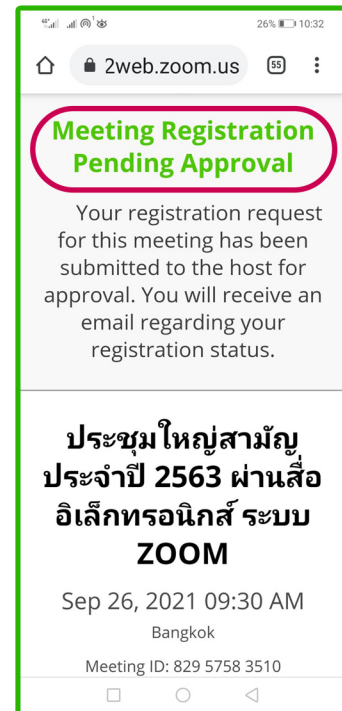 26% 10:32
2web.zoom.us 55
Meeting Registration
Pending Approval
Your registration request
for this meeting has been
submitted to the host for
approval. You will receive an
email regarding your
registration status.
ประชุมใหญ่สามัญ
ประจำปี 2563 ผ่านสื่อ
อิเล็กทรอนิกส์ ระบบ
ZOOM
Sep 26, 2021 09:30 AM
Bangkok
Meeting ID: 829 5758 3510